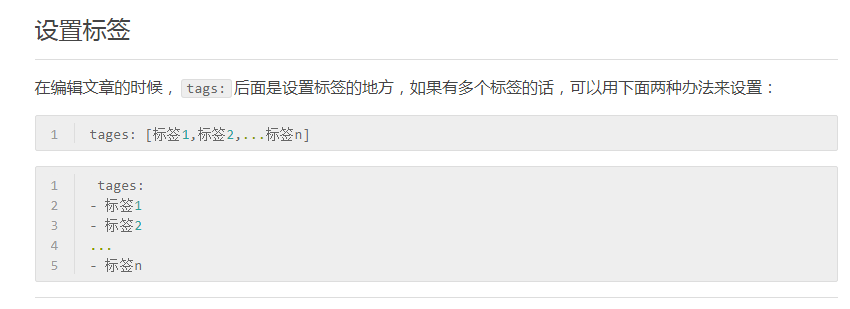 设置标签
在编辑文章的时候，tags:后面是设置标签的地方，如果有多个标签的话，可以用下面两种办法来设置：
1 tages: [标签1,标签2,...标签n]
1 tages:
2 - 标签1
3 - 标签2
4 ...
5 - 标签n